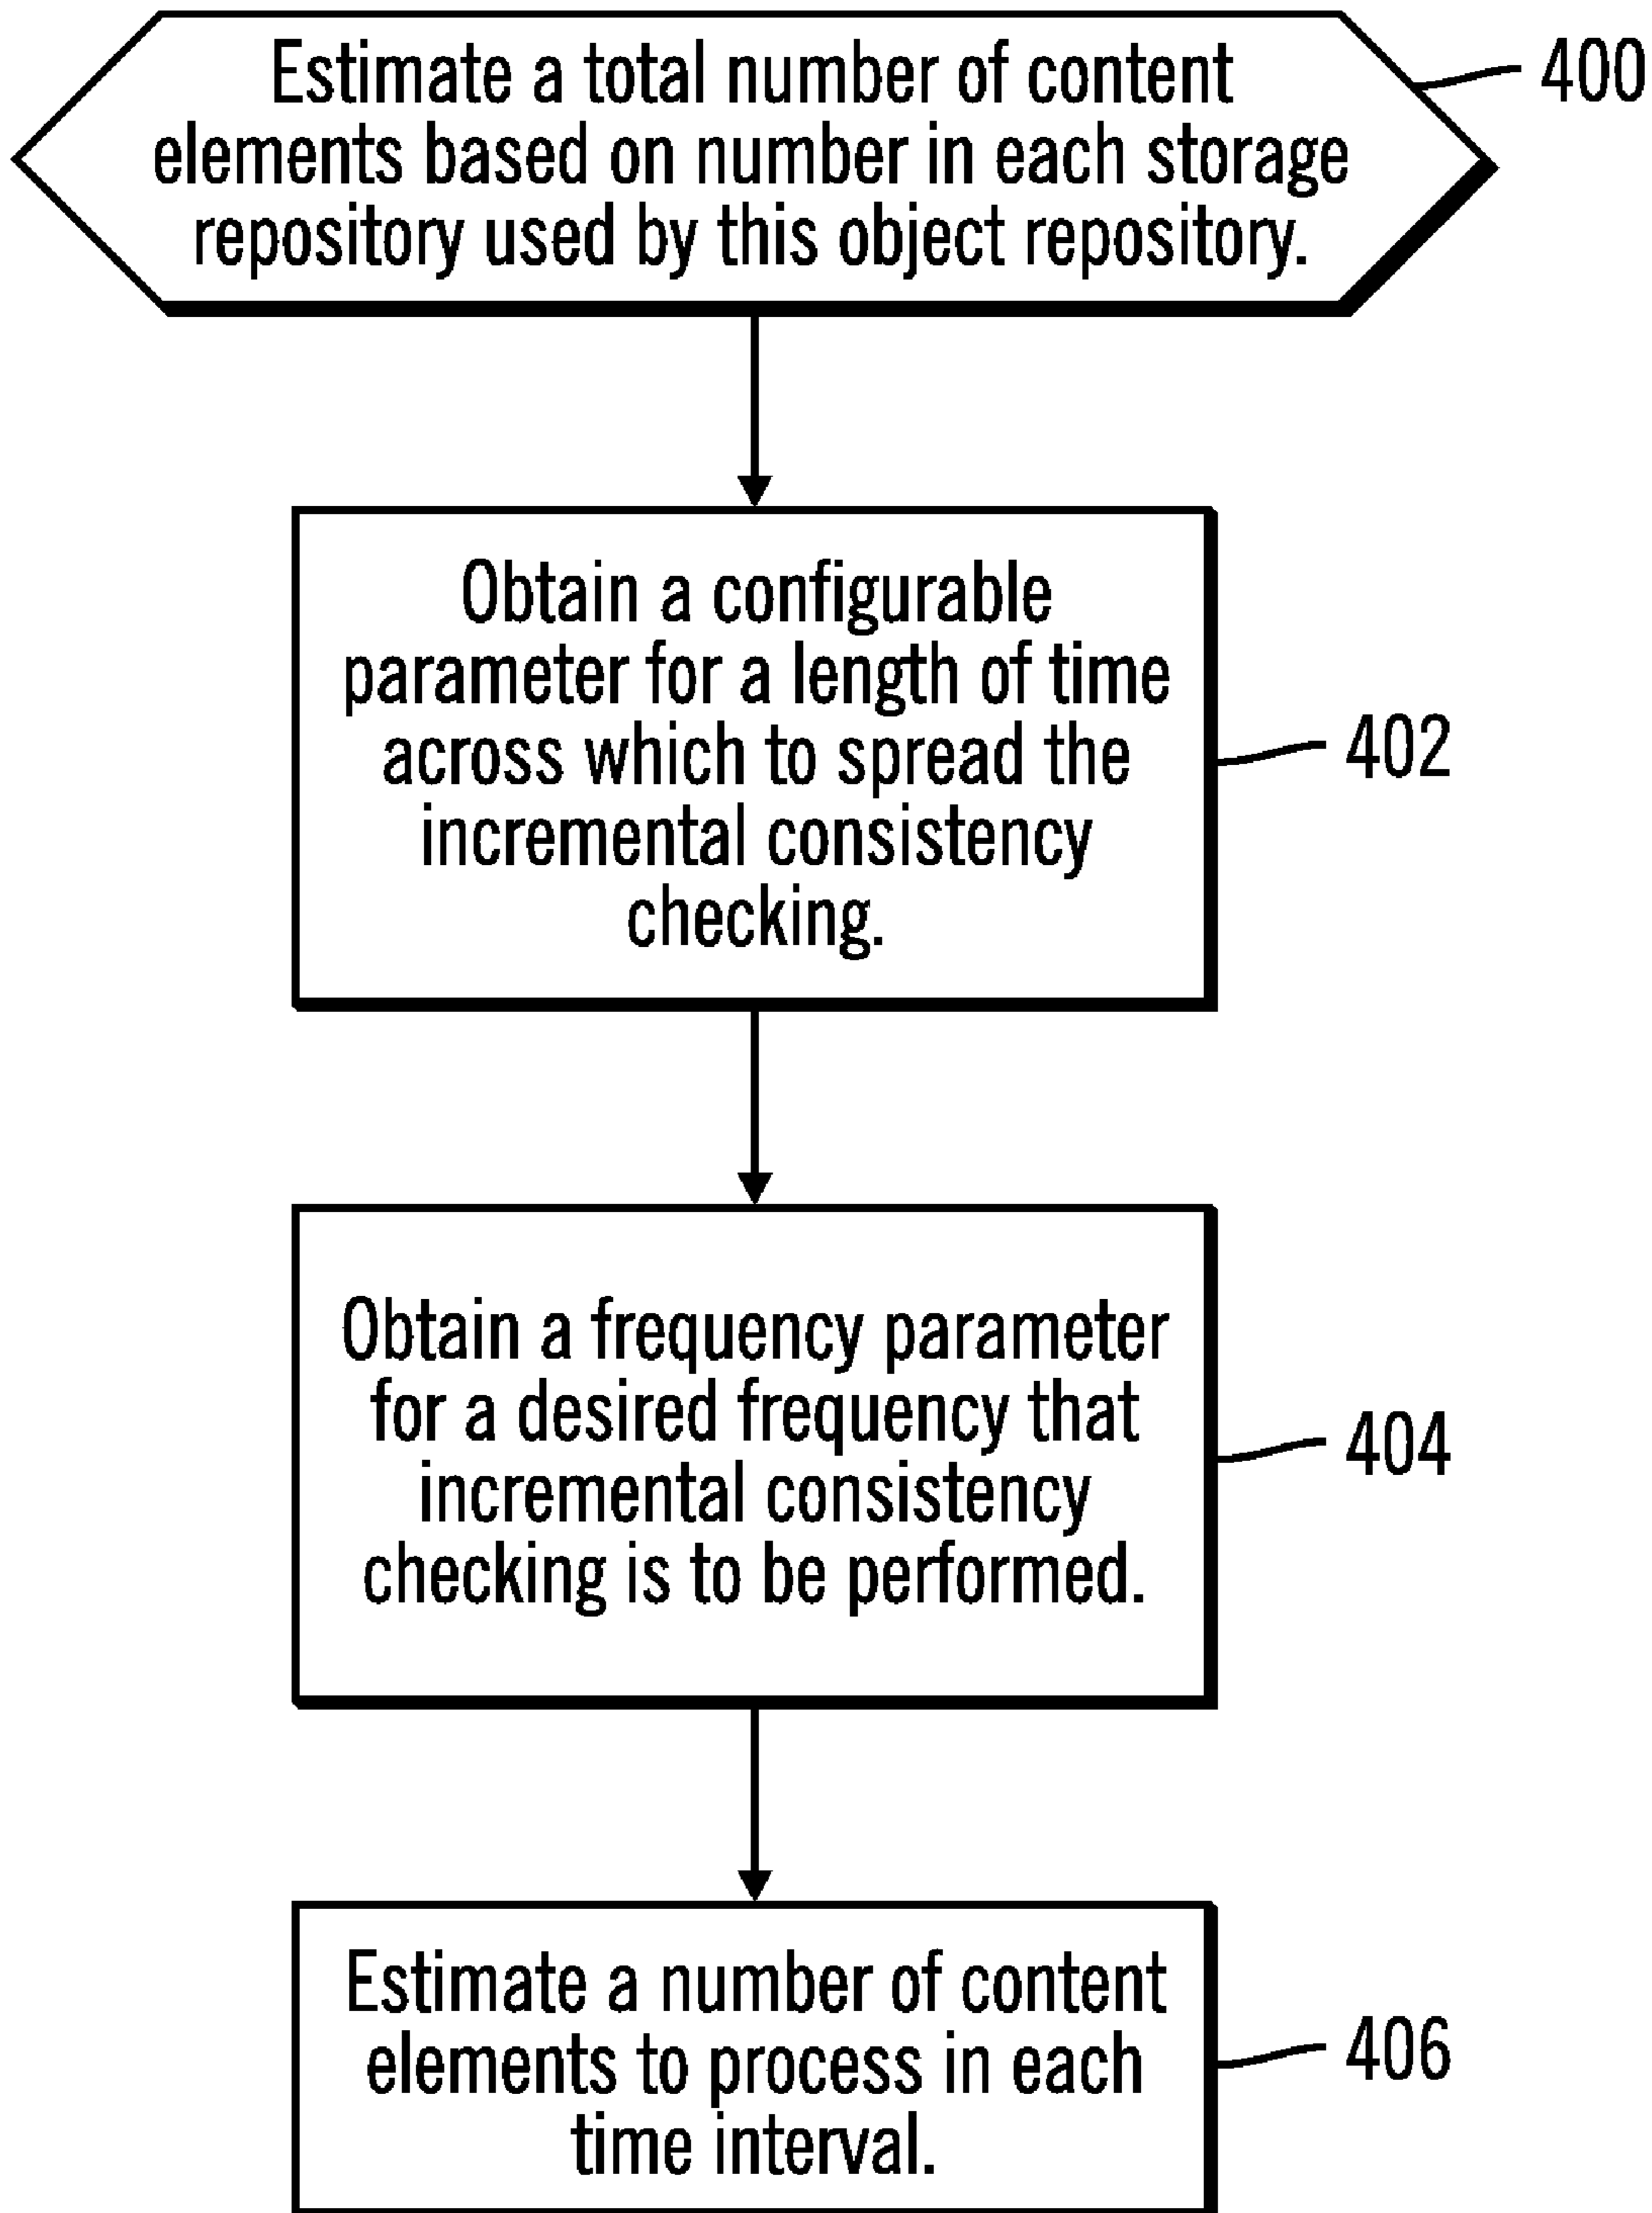 Estimate a total number of content
elements based on number in each storage
repository used by this object repository.
400
Obtain a configurable
parameter for a length of time
across which to spread the
incremental consistency
checking.
402
Obtain a frequency parameter
for a desired frequency that
incremental consistency
checking is to be performed.
404
Estimate a number of content
elements to process in each
time interval.
406